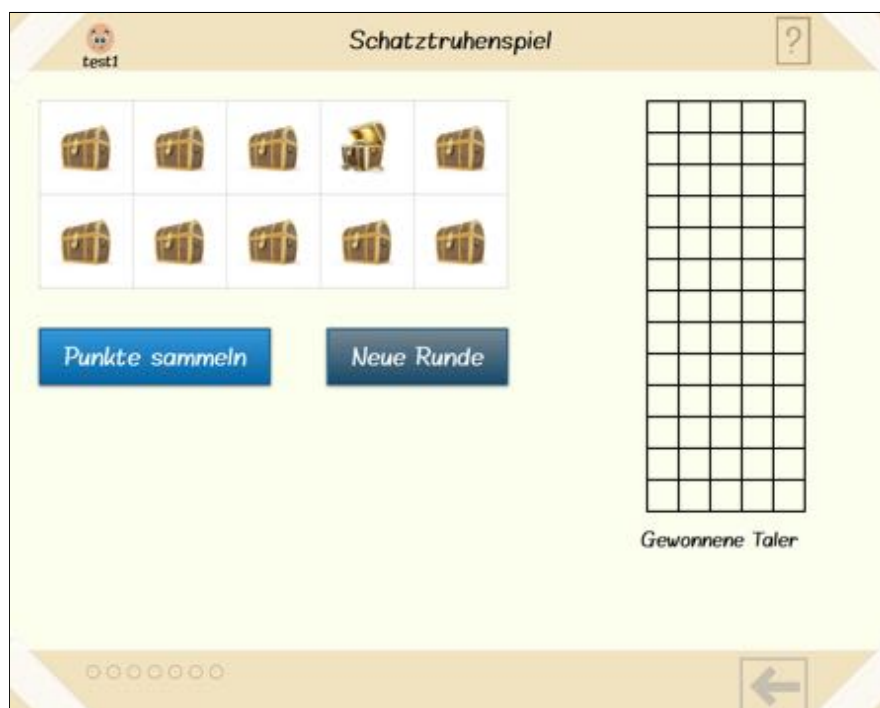 test1
Schatztruhenspiel
?
Punkte sammeln
Neue Runde
Gewonnene Taler